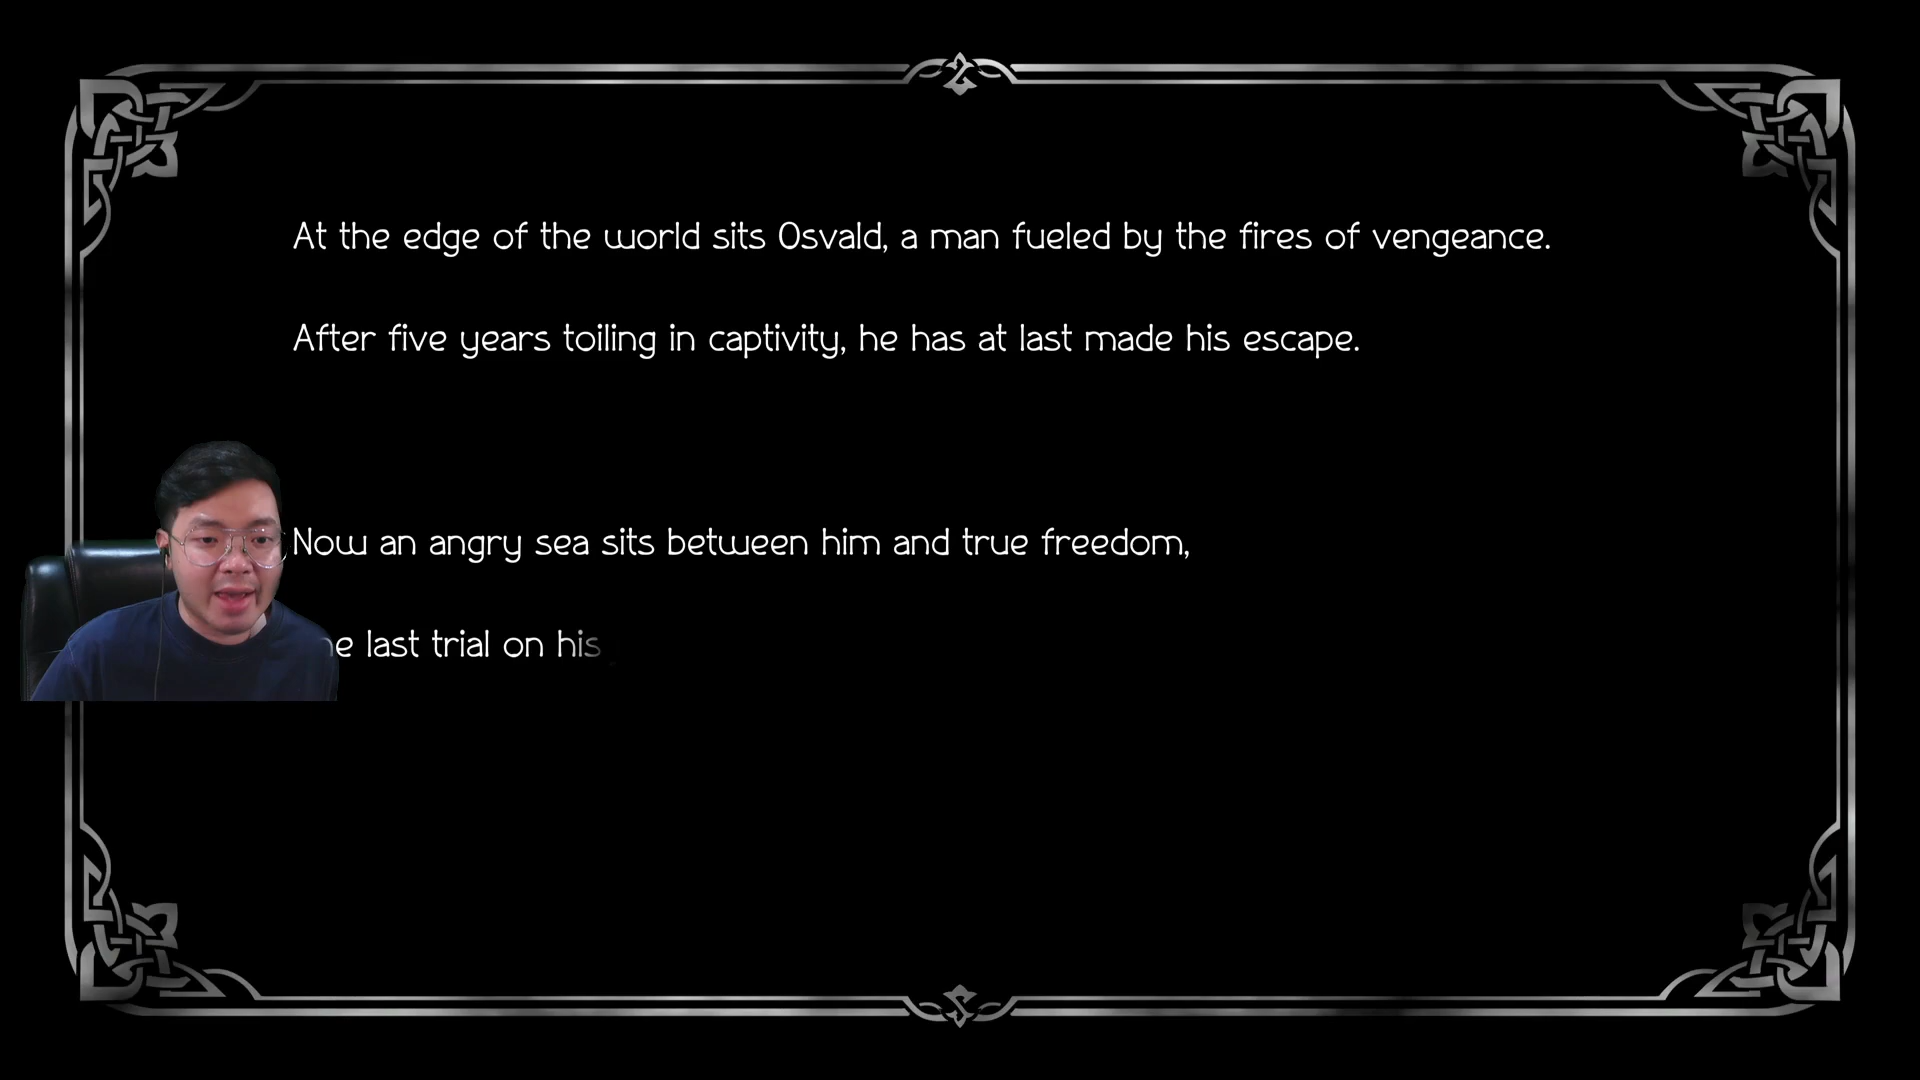 At the edge of the world sits Osvald, a man fueled by the fires of vengeance.
After five years toiling in captivity, he has at last made his escape.
Now an angry sea sits between him and true freedom,
last trial on his